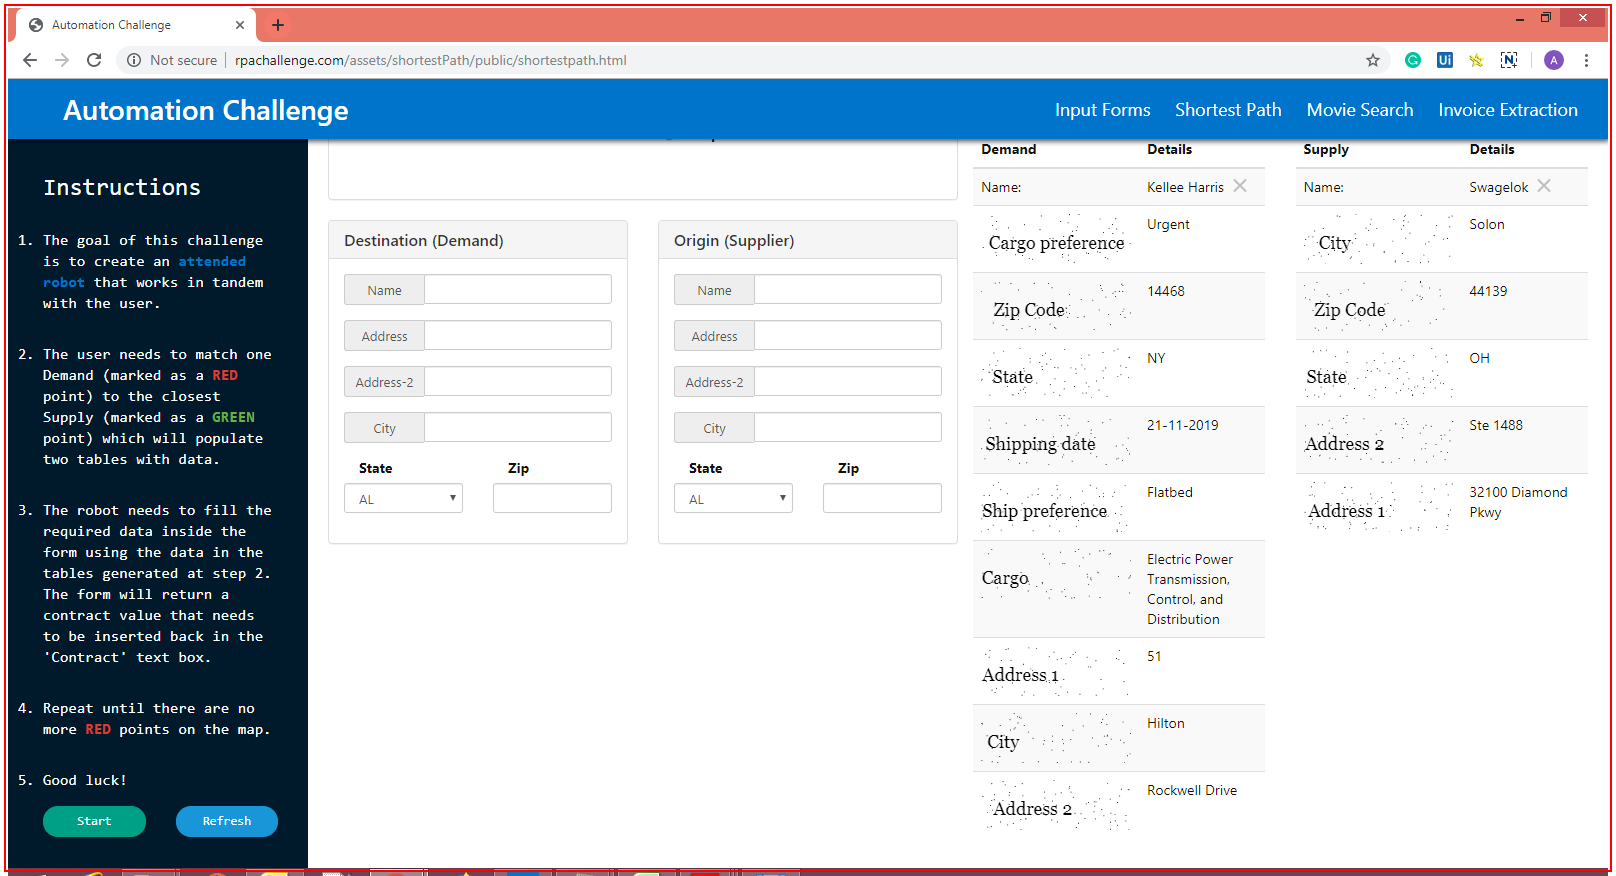 Automation Challenge
Not secure | rpachallenge.com/assets/shortestPath/public/shortestpath.html
Ui
N
A
Automation Challenge
Input Forms
Shortest Path
Movie Search
Invoice Extraction
Instructions
1. The goal of this challenge
is to create an attended
robot that works in tandem
with the user.
2. The user needs to match one
Demand (marked as a RED
point) to the closest
Supply (marked as a GREEN
point) which will populate
two tables with data.
3. The robot needs to fill the
required data inside the
form using the data in the
tables generated at step 2.
The form will return a
contract value that needs
to be inserted back in the
'Contract' text box.
4. Repeat until there are no
more RED points on the map.
5. Good luck!
Start
Refresh
Destination (Demand)
Name
Address
Address-2
City
State Zip
AL
Origin (Supplier)
Name
Address
Address-2
City
State Zip
AL
Demand Details
Name: Kellee Harris
Cargo preference Urgent
Zip Code 14468
State NY
Shipping date 21-11-2019
Ship preference Flatbed
Cargo Electric Power
Transmission,
Control, and
Distribution
Address 1 51
City Hilton
Address 2 Rockwell Drive
Supply Details
Name: Swagelok
City Solon
Zip Code 44139
State OH
Address 2 Ste 1488
Address 1 32100 Diamond
Pkwy